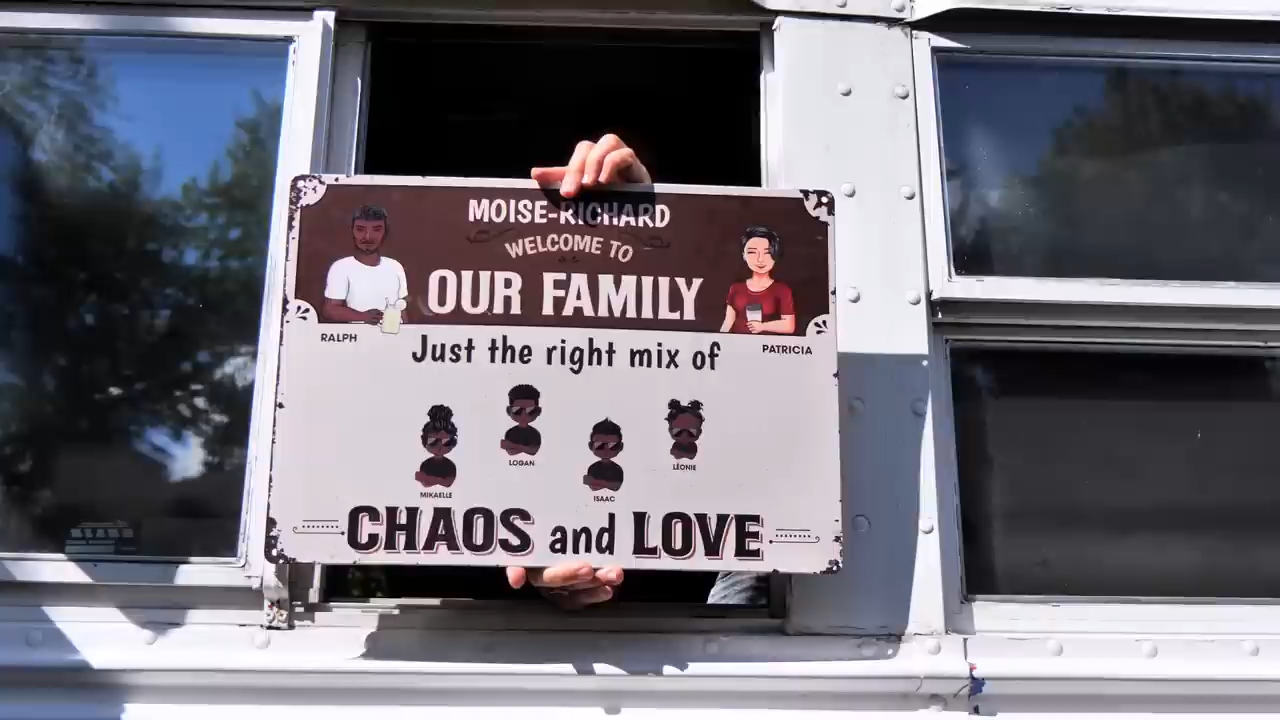 MOISE-RICHARD
WELCOME TO
OUR FAMILY
RALPH
PATRICIA
Just the right mix of
MIKAELLE
LOGAN
ISAAC
LÉONIE
CHAOS and LOVE